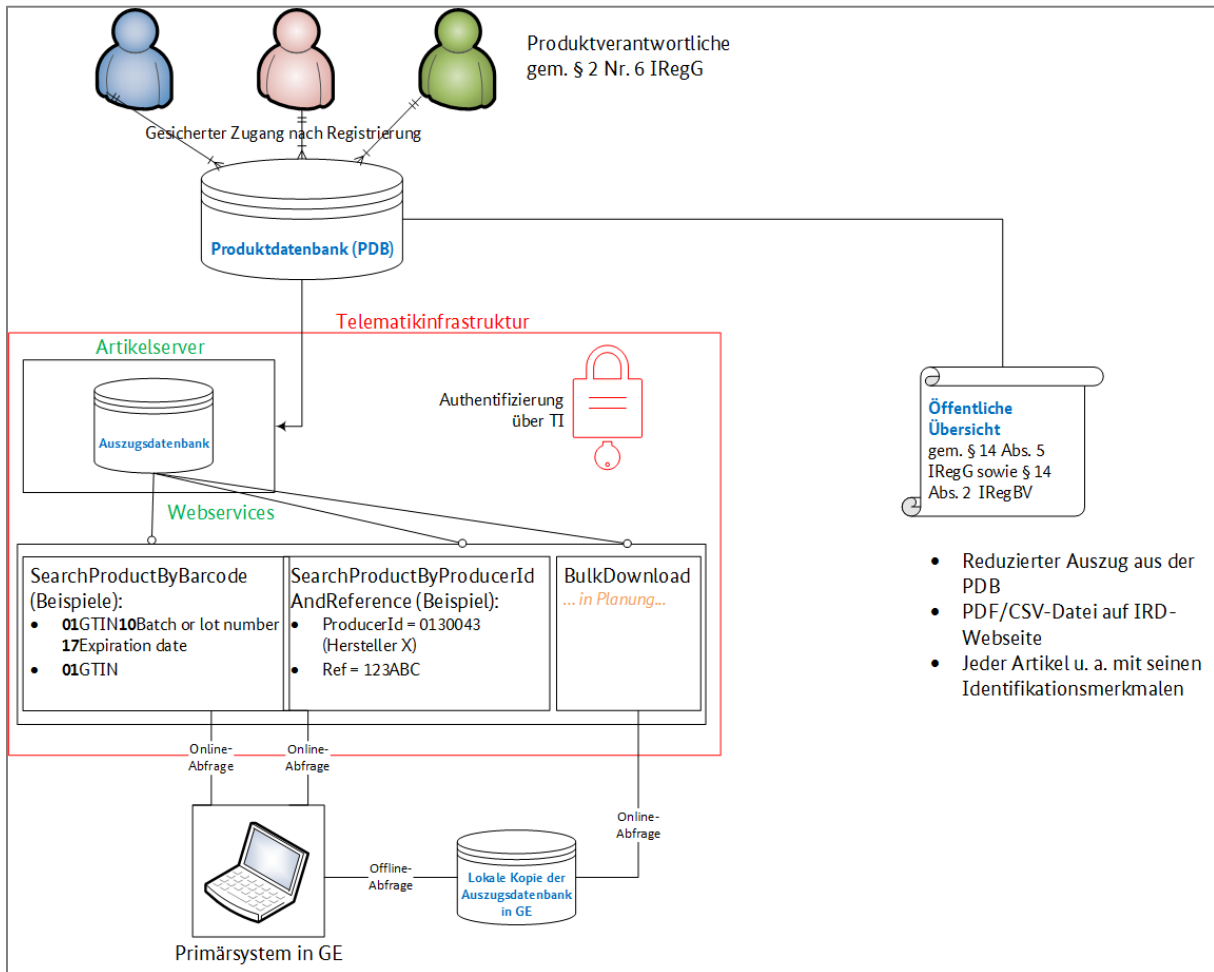 Produktverantwortliche
gem. § 2 Nr. 6 IRegG
Gesicherter Zugang nach Registrierung
Produktdatenbank (PDB)
Telematikinfrastruktur
Artikelserver
Auszugsdatenbank
Authentifizierung
über TI
Öffentliche
Übersicht
gem. § 14 Abs. 5
IRegG sowie § 14
Abs. 2 IRegBV
Webservices
SearchProductByBarcode
(Beispiele):
• 01GTIN10Batch or lot number
17Expiration date
• 01GTIN
SearchProductByProducerId
AndReference (Beispiel):
• ProducerId = 0130043
(Hersteller X)
• Ref = 123ABC
BulkDownload
... in Planung...
• Reduzierter Auszug aus der
PDB
• PDF/CSV-Datei auf IRD-
Webseite
• Jeder Artikel u. a. mit seinen
Identifikationsmerkmalen
Online-
Abfrage
Online-
Abfrage
Online-
Abfrage
Offline-
Abfrage
Lokale Kopie der
Auszugsdatenbank
in GE
Primärsystem in GE